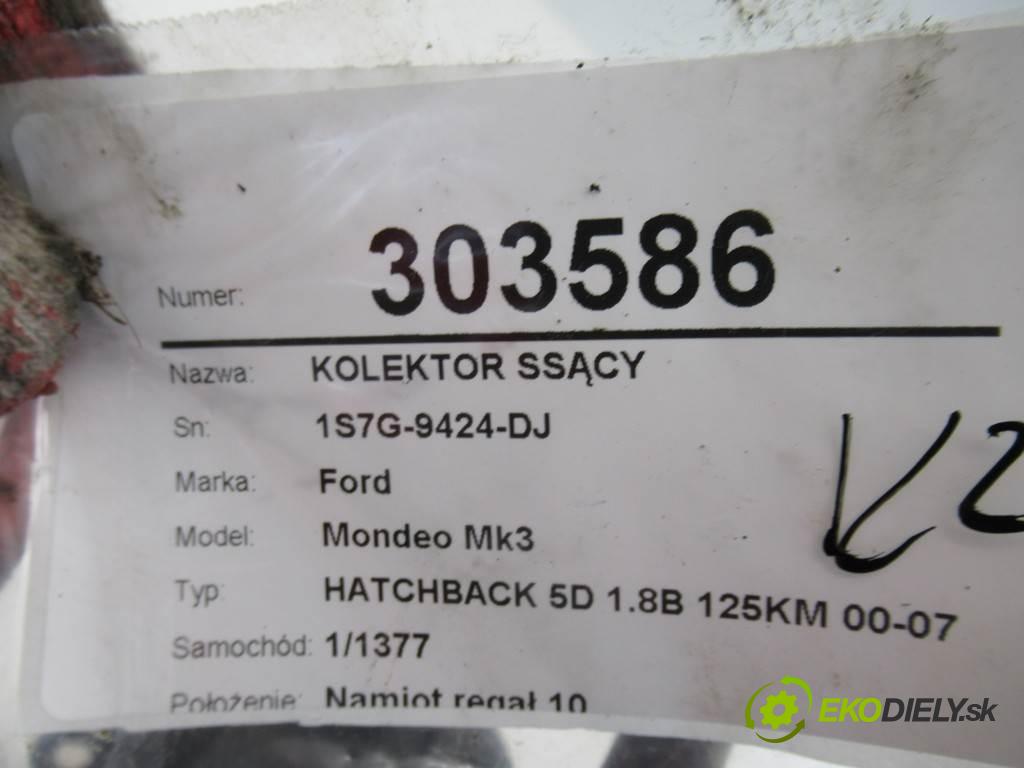 Numer: 303586
Nazwa: KOLEKTOR SSĄCY
Sn: 1S7G-9424-DJ
Marka: Ford
Model: Mondeo Mk3
Typ: HATCHBACK 5D 1.8B 125KM 00-07
Samochód: 1/1377
Położenie: Namiot regał 10
EKODIELY.sk